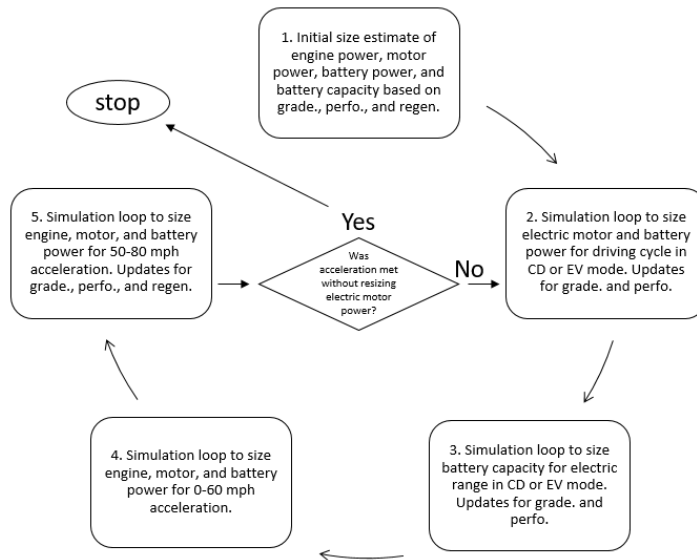 1. Initial size estimate of
engine power, motor
power, battery power, and
battery capacity based on
grade., perfo., and regen.
stop
5. Simulation loop to size
engine, motor, and battery
power for 50-80 mph
acceleration. Updates for
grade., perfo., and regen.
Yes
Was
acceleration met
without resizing
electric motor
power?
No
2. Simulation loop to size
electric motor and battery
power for driving cycle in
CD or EV mode. Updates
for grade. and perfo.
4. Simulation loop to size
engine, motor, and battery
power for 0-60 mph
acceleration.
3. Simulation loop to size
battery capacity for electric
range in CD or EV mode.
Updates for grade. and
perfo.